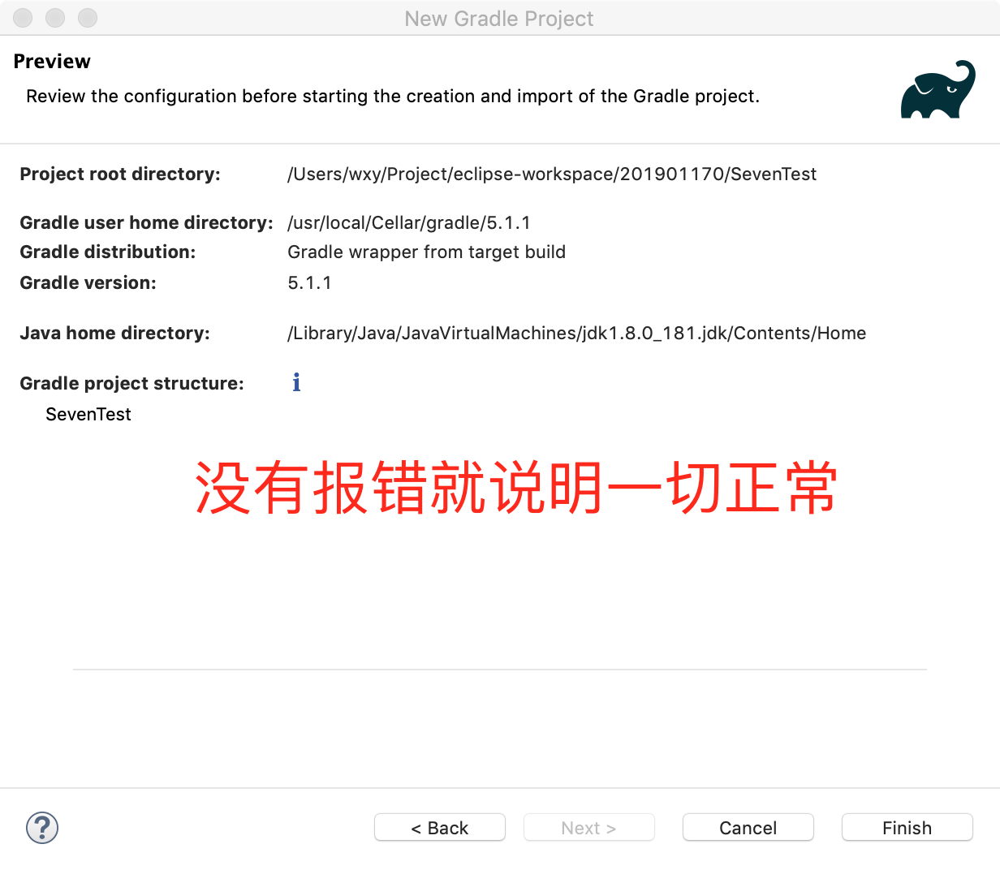 New Gradle Project
Preview
Review the configuration before starting the creation and import of the Gradle project.
Project root directory: /Users/wxy/Project/eclipse-workspace/201901170/SevenTest
Gradle user home directory: /usr/local/Cellar/gradle/5.1.1
Gradle distribution: Gradle wrapper from target build
Gradle version: 5.1.1
Java home directory: /Library/Java/JavaVirtualMachines/jdk1.8.0_181.jdk/Contents/Home
Gradle project structure: i
SevenTest
没有报错就说明一切正常
? < Back Next > Cancel Finish